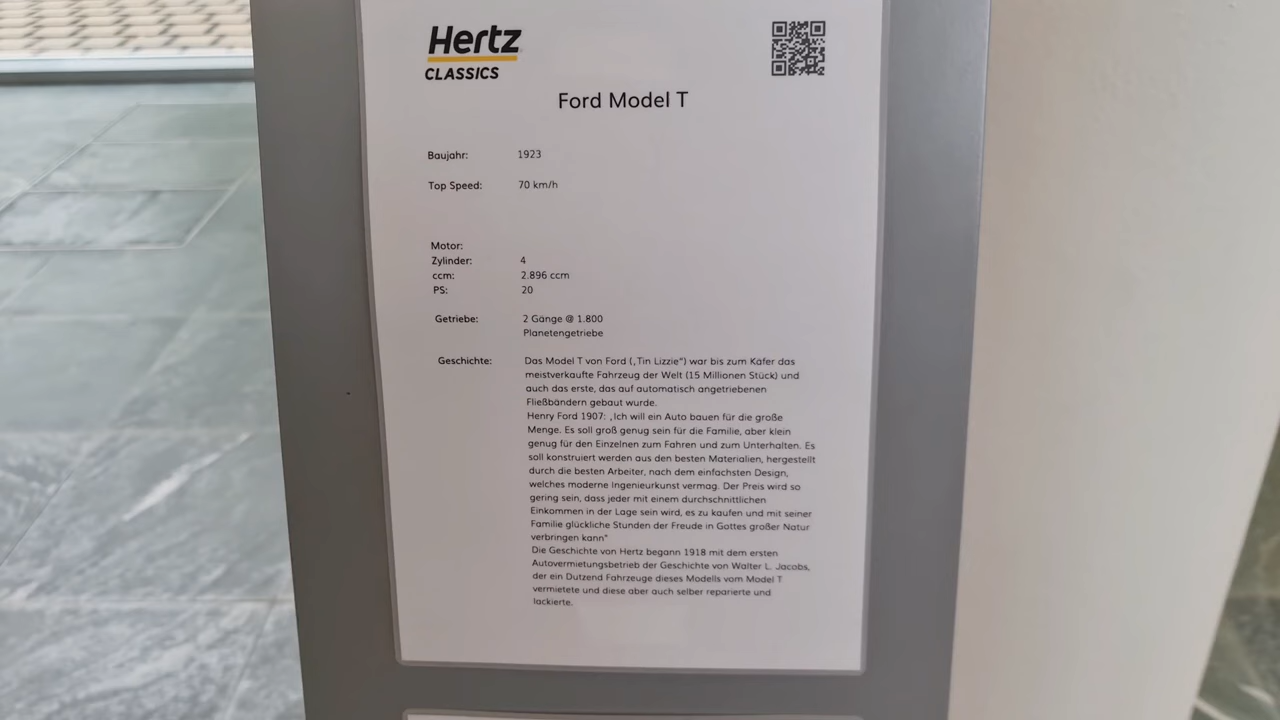 Hertz
CLASSICS
Ford Model T
Baujahr: 1923
Top Speed: 70 km/h
Motor:
Zylinder: 4
ccm: 2.896 ccm
PS: 20
Getriebe: 2 Gänge @ 1.800
Planetengetriebe
Geschichte: Das Model T von Ford („Tin Lizzie“) war bis zum Käfer das
meistverkaufte Fahrzeug der Welt (15 Millionen Stück) und
auch das erste, das auf automatisch angetriebenen
Fließbändern gebaut wurde.
Henry Ford 1907: „Ich will ein Auto bauen für die große
Menge. Es soll groß genug sein für die Familie, aber klein
genug für den Einzelnen zum Fahren und zum Unterhalten. Es
soll konstruiert werden aus den besten Materialien, hergestellt
durch die besten Arbeiter, nach dem einfachsten Design,
welches moderne Ingenieurkunst vermag. Der Preis wird so
gering sein, dass jeder mit einem durchschnittlichen
Einkommen in der Lage sein wird, es zu kaufen und mit seiner
Familie glückliche Stunden der Freude in Gottes großer Natur
verbringen kann“
Die Geschichte von Hertz begann 1918 mit dem ersten
Autovermietungsbetrieb der Geschichte von Walter L. Jacobs,
der ein Dutzend Fahrzeuge dieses Modells vom Model T
vermietete und diese aber auch selber reparierte und
lackierte.